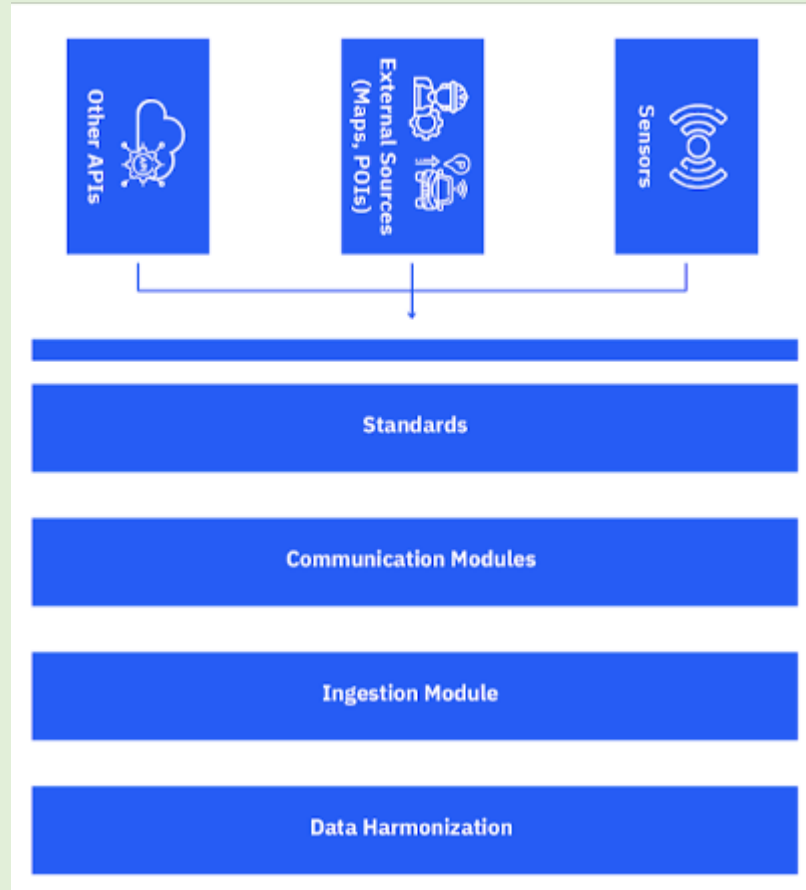 Other APIs
External Sources
(Maps, POIs)
Sensors
Standards
Communication Modules
Ingestion Module
Data Harmonization